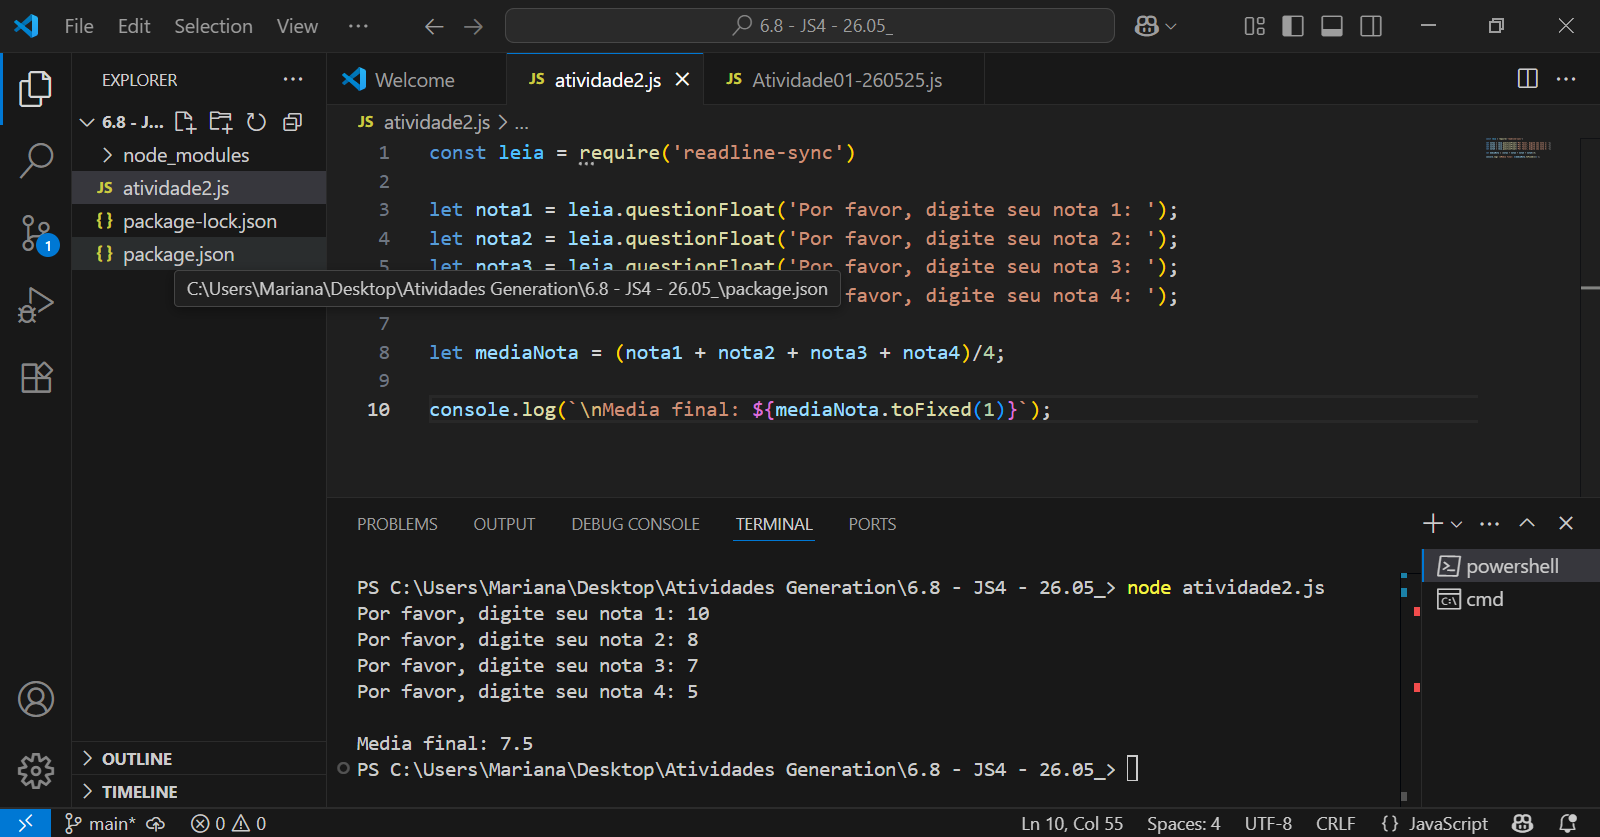 File Edit Selection View ··· 6.8 - JS4 - 26.05_
EXPLORER ···
Welcome JS atividade2.js JS Atividade01-260525.js
6.8 - J...
node_modules
JS atividade2.js
{} package-lock.json
{} package.json
JS atividade2.js > ...
1 const leia = require('readline-sync')
2
3 let nota1 = leia.questionFloat('Por favor, digite seu nota 1: ');
4 let nota2 = leia.questionFloat('Por favor, digite seu nota 2: ');
5 let nota3 = leia.questionFloat('Por favor, digite seu nota 3: ');
C:\Users\Mariana\Desktop\Atividades Generation\6.8 - JS4 - 26.05_\package.json
favor, digite seu nota 4: ');
7
8 let mediaNota = (nota1 + nota2 + nota3 + nota4)/4;
9
10 console.log(`\nMedia final: ${mediaNota.toFixed(1)}`);
PROBLEMS OUTPUT DEBUG CONSOLE TERMINAL PORTS
PS C:\Users\Mariana\Desktop\Atividades Generation\6.8 - JS4 - 26.05_> node atividade2.js
Por favor, digite seu nota 1: 10
Por favor, digite seu nota 2: 8
Por favor, digite seu nota 3: 7
Por favor, digite seu nota 4: 5
Media final: 7.5
PS C:\Users\Mariana\Desktop\Atividades Generation\6.8 - JS4 - 26.05_>
powershell
cmd
1
OUTLINE
TIMELINE
main* 0 0 Ln 10, Col 55 Spaces: 4 UTF-8 CRLF {} JavaScript